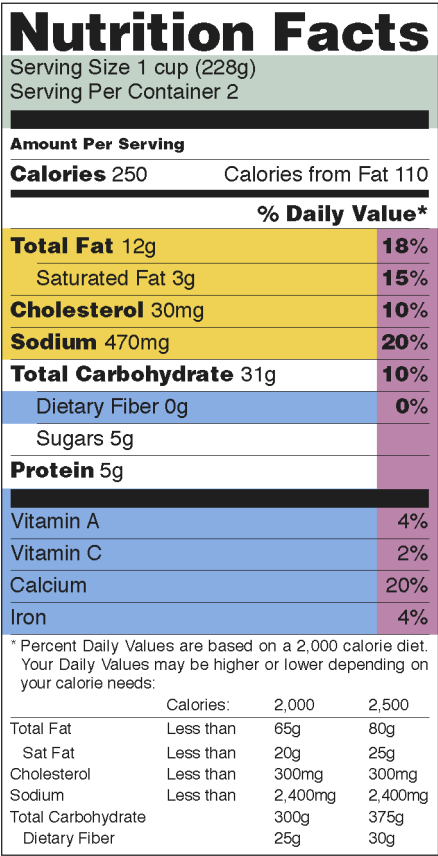 Nutrition Facts
Serving Size 1 cup (228g)
Serving Per Container 2
Amount Per Serving
Calories 250 Calories from Fat 110
% Daily Value*
Total Fat 12g 18%
Saturated Fat 3g 15%
Cholesterol 30mg 10%
Sodium 470mg 20%
Total Carbohydrate 31g 10%
Dietary Fiber 0g 0%
Sugars 5g
Protein 5g
Vitamin A 4%
Vitamin C 2%
Calcium 20%
Iron 4%
* Percent Daily Values are based on a 2,000 calorie diet.
Your Daily Values may be higher or lower depending on
your calorie needs:
Calories: 2,000 2,500
Total Fat Less than 65g 80g
Sat Fat Less than 20g 25g
Cholesterol Less than 300mg 300mg
Sodium Less than 2,400mg 2,400mg
Total Carbohydrate 300g 375g
Dietary Fiber 25g 30g